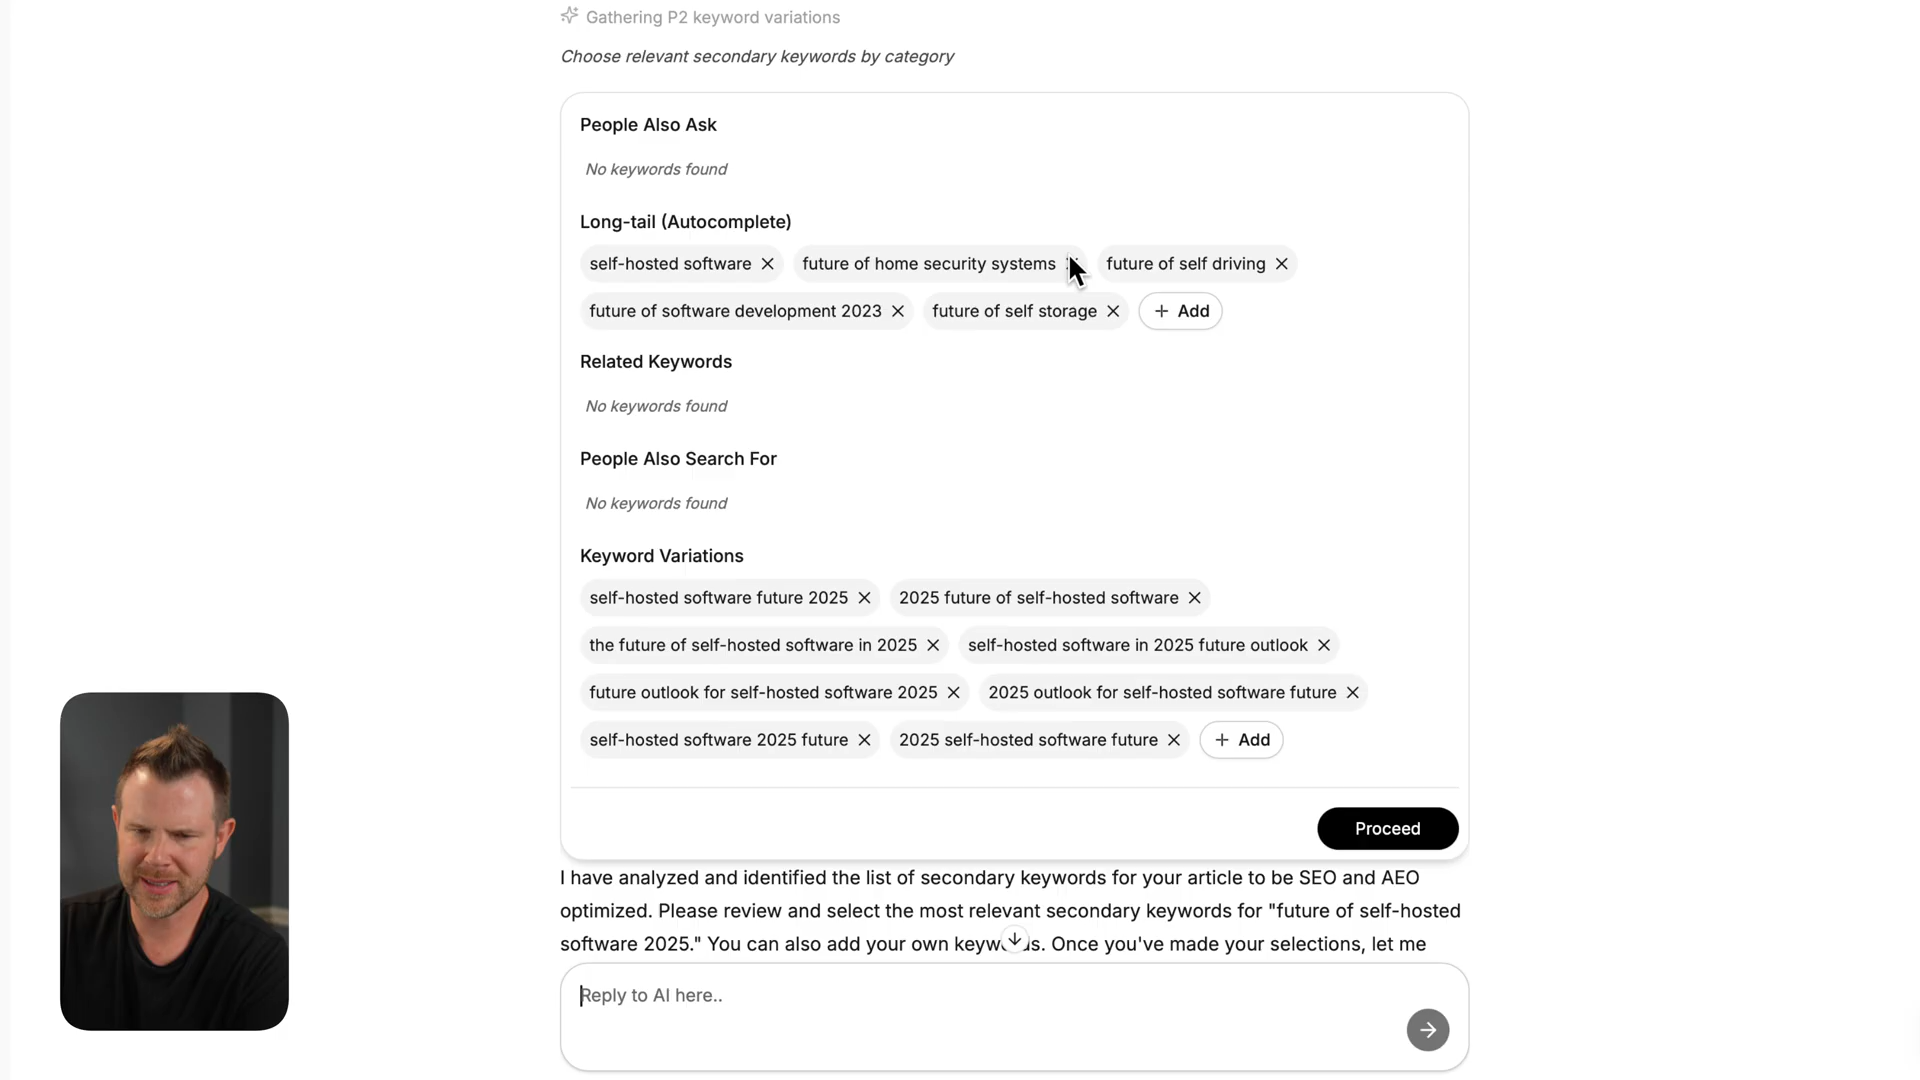 Gathering P2 keyword variations
Choose relevant secondary keywords by category
People Also Ask
No keywords found
Long-tail (Autocomplete)
self-hosted software
future of home security systems
future of self driving
future of software development 2023
future of self storage
+ Add
Related Keywords
No keywords found
People Also Search For
No keywords found
Keyword Variations
self-hosted software future 2025
2025 future of self-hosted software
the future of self-hosted software in 2025
self-hosted software in 2025 future outlook
future outlook for self-hosted software 2025
2025 outlook for self-hosted software future
self-hosted software 2025 future
2025 self-hosted software future
+ Add
Proceed
I have analyzed and identified the list of secondary keywords for your article to be SEO and AEO
optimized. Please review and select the most relevant secondary keywords for "future of self-hosted
software 2025." You can also add your own keywords. Once you've made your selections, let me
Reply to AI here..